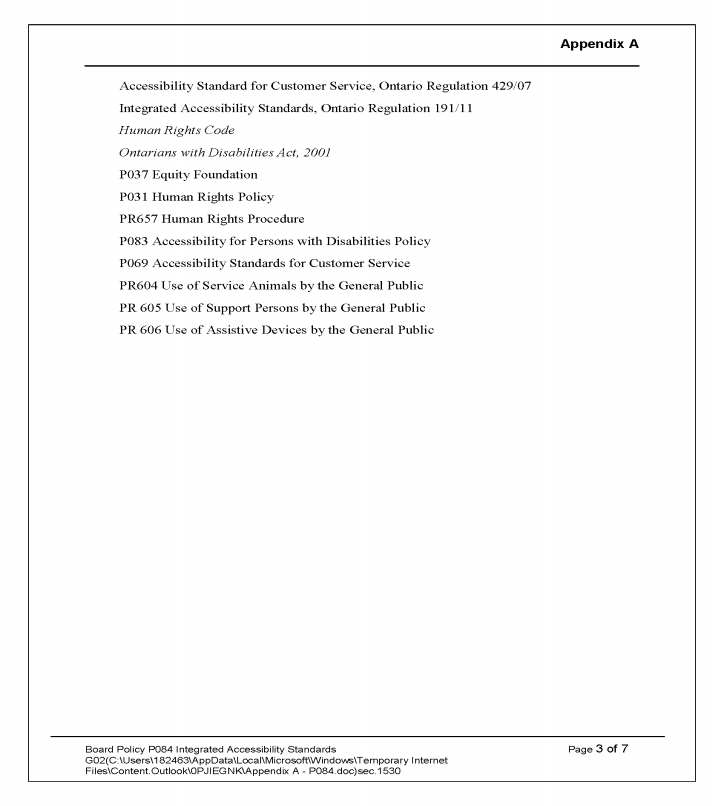 Appendix A
Accessibility Standard for Customer Service, Ontario Regulation 429/07
Integrated Accessibility Standards, Ontario Regulation 191/11
Human Rights Code
Ontarians with Disabilities Act, 2001
P037 Equity Foundation
P031 Human Rights Policy
PR657 Human Rights Procedure
P083 Accessibility for Persons with Disabilities Policy
P069 Accessibility Standards for Customer Service
PR604 Use of Service Animals by the General Public
PR 605 Use of Support Persons by the General Public
PR 606 Use of Assistive Devices by the General Public
Board Policy P084 Integrated Accessibility Standards Page 3 of 7
G02(C:\Users\182463\AppData\Local\Microsoft\Windows\Temporary Internet
Files\Content.Outlook\0PJIEGNK\Appendix A - P084.doc)sec.1530